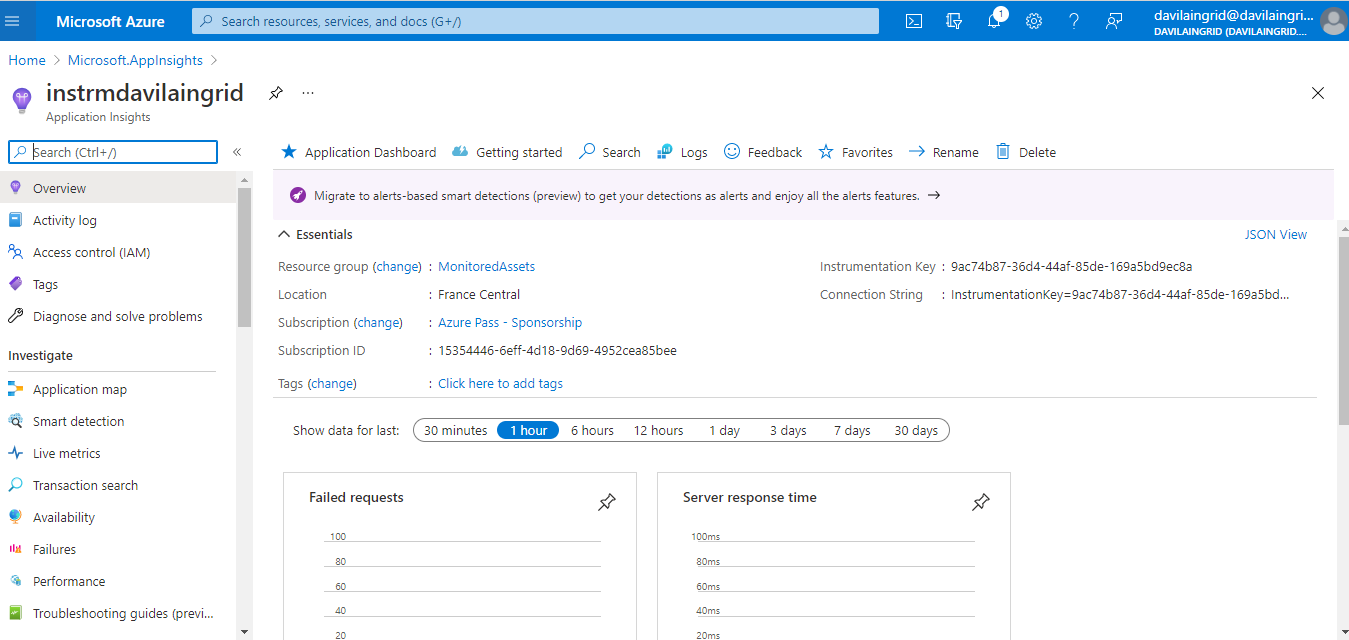 Microsoft Azure
Search resources, services, and docs (G+/)
1
davilaingrid@davilaingri...
DAVILAINGRID (DAVILAINGRID....
Home > Microsoft.AppInsights >
instrmdavilaingrid
...
Application Insights
Search (Ctrl+/)
«
Overview
Activity log
Access control (IAM)
Tags
Diagnose and solve problems
Investigate
Application map
Smart detection
Live metrics
Transaction search
Availability
Failures
Performance
Troubleshooting guides (previ...
Application Dashboard
Getting started
Search
Logs
Feedback
Favorites
Rename
Delete
Migrate to alerts-based smart detections (preview) to get your detections as alerts and enjoy all the alerts features. →
Essentials
JSON View
Resource group (change) : MonitoredAssets
Location : France Central
Subscription (change) : Azure Pass - Sponsorship
Subscription ID : 15354446-6eff-4d18-9d69-4952cea85bee
Tags (change) : Click here to add tags
Instrumentation Key : 9ac74b87-36d4-44af-85de-169a5bd9ec8a
Connection String : InstrumentationKey=9ac74b87-36d4-44af-85de-169a5bd...
Show data for last: 30 minutes 1 hour 6 hours 12 hours 1 day 3 days 7 days 30 days
Failed requests
100
80
60
40
20
Server response time
100ms
80ms
60ms
40ms
20ms